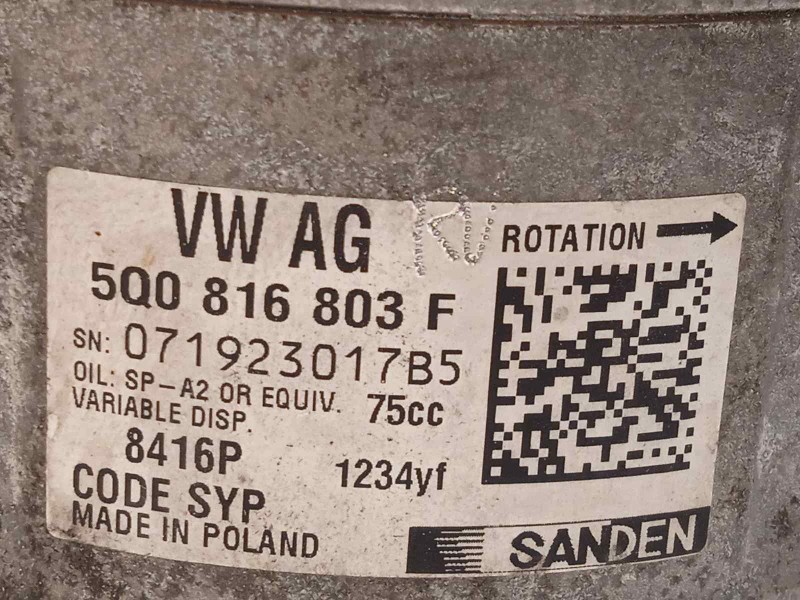 VW AG
ROTATION
5Q0 816 803 F
SN: 071923017B5
OIL: SP-A2 OR EQUIV. 75cc
VARIABLE DISP.
8416P 1234yf
CODE SYP
MADE IN POLAND
SANDEN